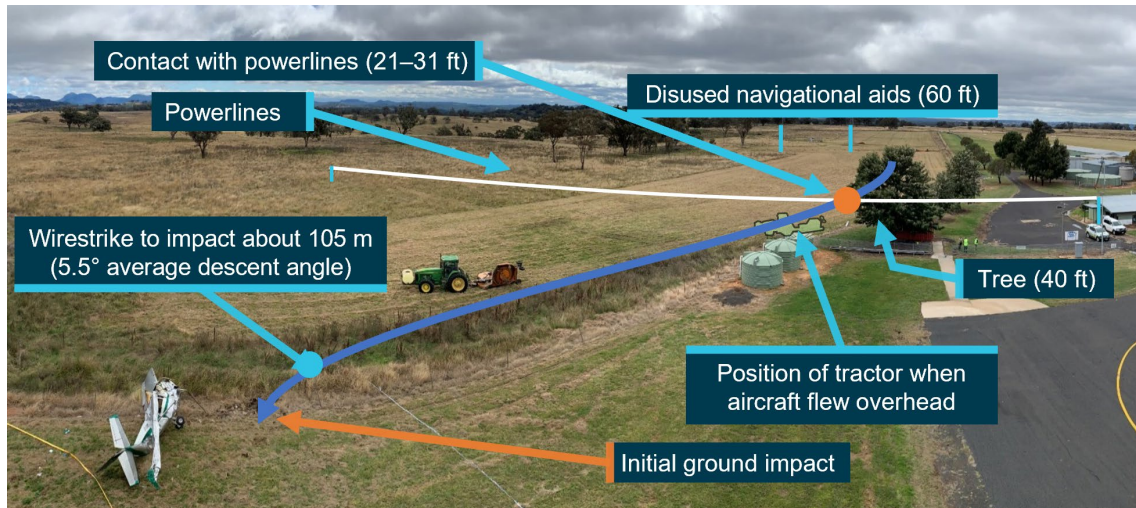 Contact with powerlines (21–31 ft)
Disused navigational aids (60 ft)
Powerlines
Wirestrike to impact about 105 m
(5.5° average descent angle)
Tree (40 ft)
Position of tractor when
aircraft flew overhead
Initial ground impact